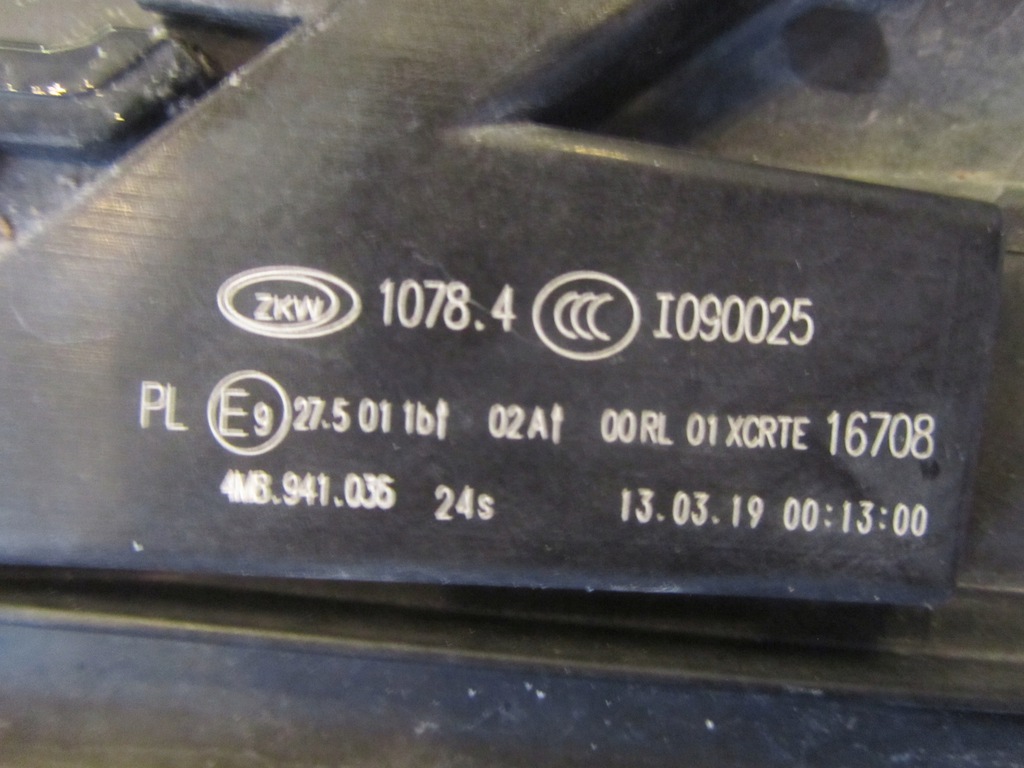 ZKW 1078.4 CCC I090025
PL E9 27.5 01 1b† 02A† 00RL 01 XCRTE 16708
4M8.941.036 24s 13.03.19 00:13:00